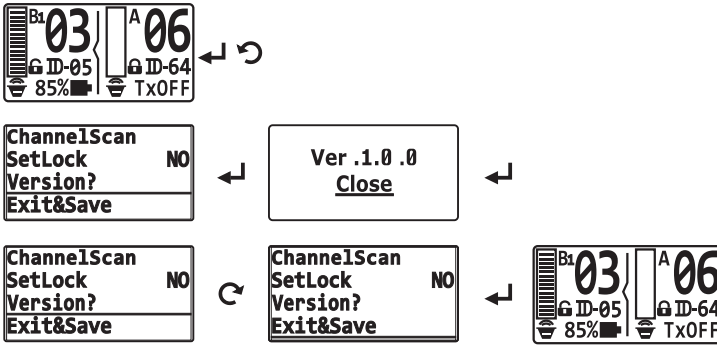 B1 03 A 06
ID-05 ID-64
85% TxOFF
ChannelScan
SetLock NO
Version?
Exit&Save
Ver .1.0 .0
Close
ChannelScan
SetLock NO
Version?
Exit&Save
ChannelScan
SetLock NO
Version?
Exit&Save
B1 03 A 06
ID-05 ID-64
85% TxOFF